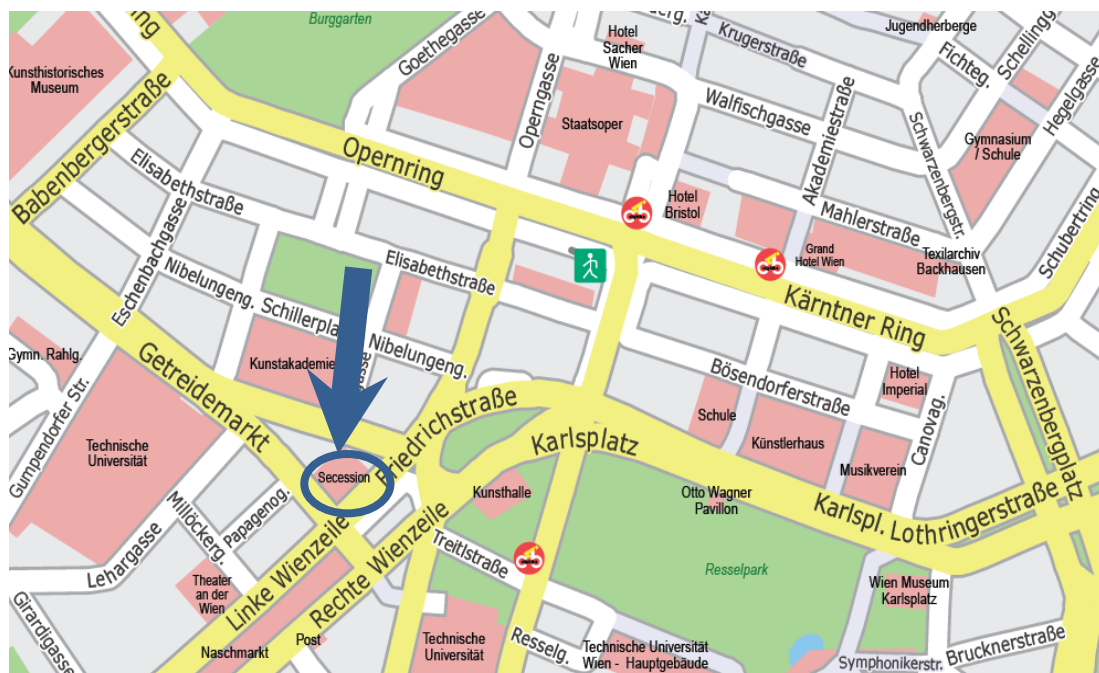 Burggarten
Goethegasse
Kunsthistorisches
Museum
Babenbergerstraße
Opernring
Operngasse
Hotel
Sacher
Wien
Staatsoper
Krugerstraße
Walfischgasse
Akademiestraße
Jugendherberge
Fichteg.
Schellingg
Hegelgasse
Schwarzenbergstr.
Gymnasium
/ Schule
Schubertring
Hotel
Bristol
Mahlerstraße
Grand
Hotel Wien
Texilarchiv
Backhausen
Kärntner Ring
Schwarzenbergplatz
Elisabethstraße
Elisabethstraße
Eschenbachgasse
Nibelungeng.
Schillerpla
Nibelungeng.
Kunstakademie
Getreidemarkt
Gymn. Rahlg.
Gumpendorfer Str.
Technische
Universität
Secession
Friedrichstraße
Karlsplatz
Bösendorferstraße
Schule
Künstlerhaus
Musikverein
Hotel
Imperial
Canovag.
Karlspl.
Lothringerstraße
Kunsthalle
Otto Wagner
Pavillon
Resselpark
Lehargasse
Millöckerg.
Papagenog.
Theater
an der
Wien
Girardigasse
Linke Wienzeile
Rechte Wienzeile
Naschmarkt
Post
Treitlstraße
Technische
Universität
Resselg.
Technische Universität
Wien - Hauptgebäude
Wien Museum
Karlsplatz
Symphonikerstr.
Brucknerstraße